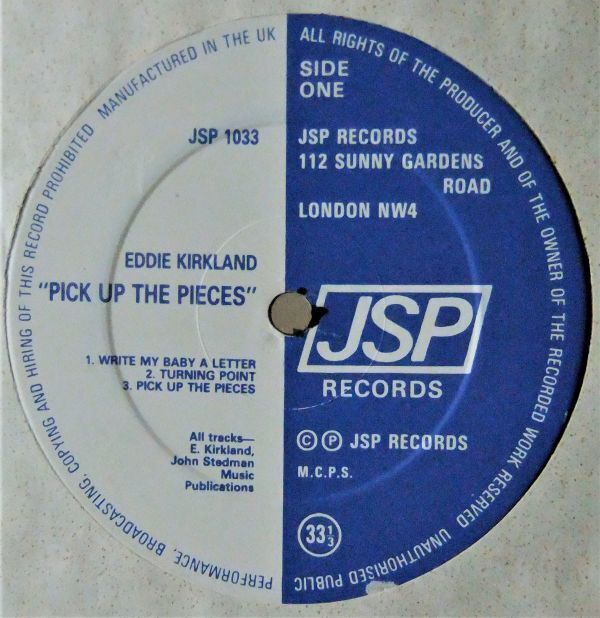 ALL RIGHTS OF THE PRODUCER AND OF THE OWNER OF THE RECORDED WORK RESERVED UNAUTHORISED PUBLIC PERFORMANCE, BROADCASTING, COPYING AND HIRING OF THIS RECORD PROHIBITED MANUFACTURED IN THE UK
SIDE
ONE
JSP 1033
JSP RECORDS
112 SUNNY GARDENS
ROAD
LONDON NW4
EDDIE KIRKLAND
"PICK UP THE PIECES"
1. WRITE MY BABY A LETTER
2. TURNING POINT
3. PICK UP THE PIECES
All tracks—
E. Kirkland,
John Stedman
Music
Publications
JSP
RECORDS
© ℗ JSP RECORDS
M.C.P.S.
33⅓